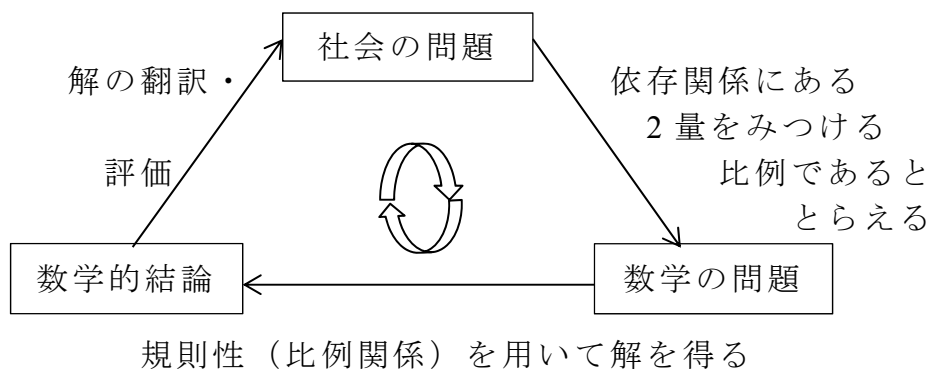 社会の問題
解の翻訳・
評価
依存関係にある
2量をみつける
比例であると
とらえる
数学的結論
数学の問題
規則性（比例関係）を用いて解を得る